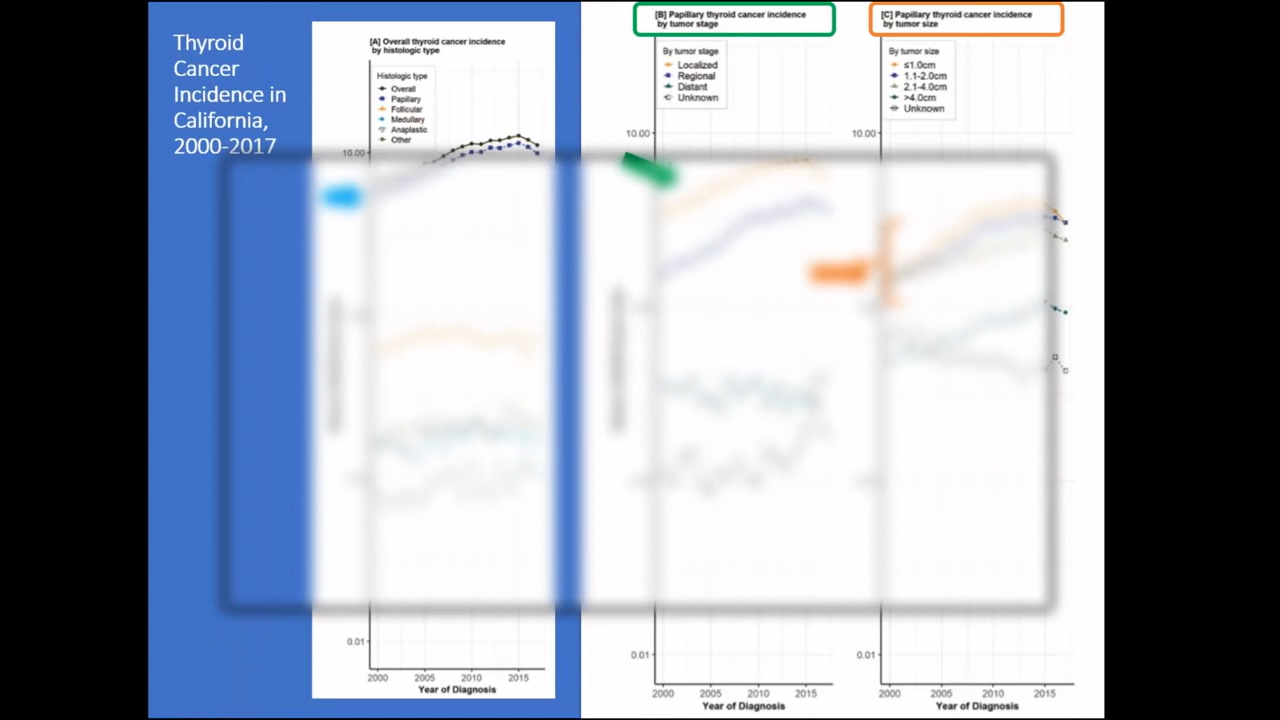 Thyroid
Cancer
Incidence in
California,
2000-2017
[A] Overall thyroid cancer incidence
by histologic type
Histologic type
Overall
Papillary
Follicular
Medullary
Anaplastic
Other
10.00
0.01
2000 2005 2010 2015
Year of Diagnosis
[B] Papillary thyroid cancer incidence
by tumor stage
By tumor stage
Localized
Regional
Distant
Unknown
10.00
0.01
2000 2005 2010 2015
Year of Diagnosis
[C] Papillary thyroid cancer incidence
by tumor size
By tumor size
≤1.0cm
1.1-2.0cm
2.1-4.0cm
>4.0cm
Unknown
10.00
0.01
2000 2005 2010 2015
Year of Diagnosis